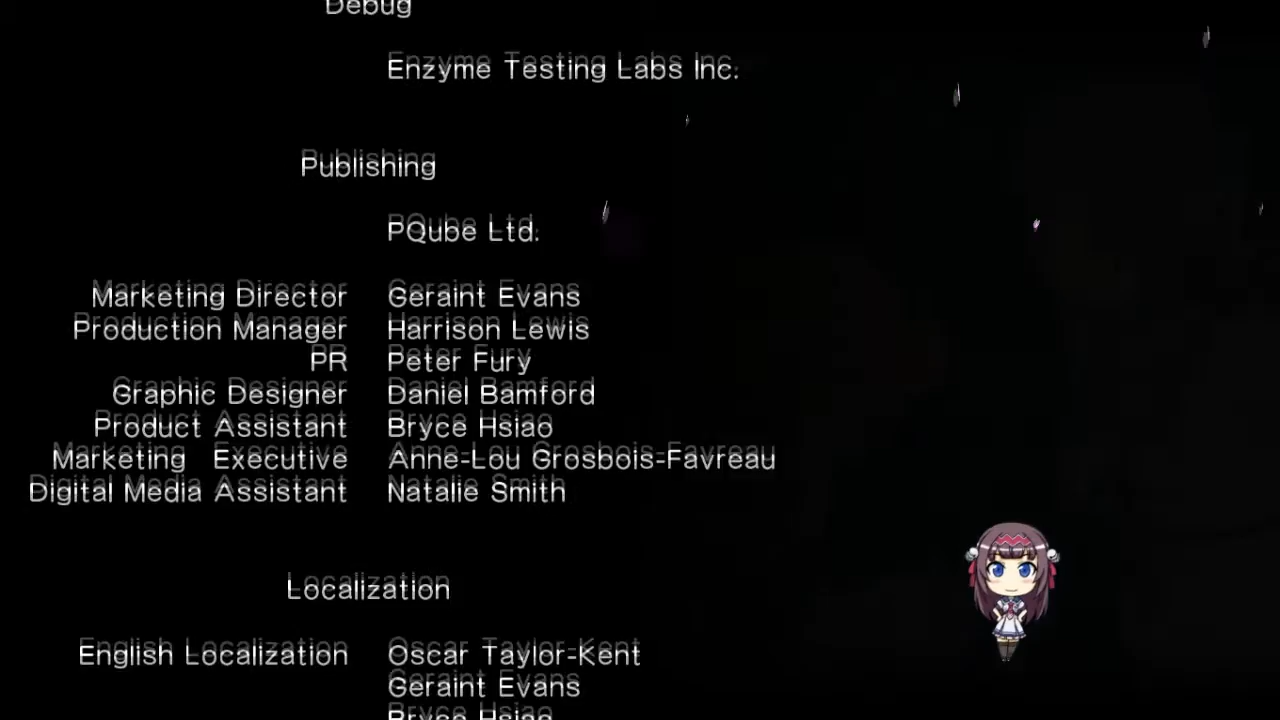 Debug
Enzyme Testing Labs Inc.
Publishing
PQube Ltd.
Marketing Director Geraint Evans
Production Manager Harrison Lewis
PR Peter Fury
Graphic Designer Daniel Bamford
Product Assistant Bryce Hsiao
Marketing Executive Anne-Lou Grosbois-Favreau
Digital Media Assistant Natalie Smith
Localization
English Localization Oscar Taylor-Kent
Geraint Evans
Bryce Hsiao